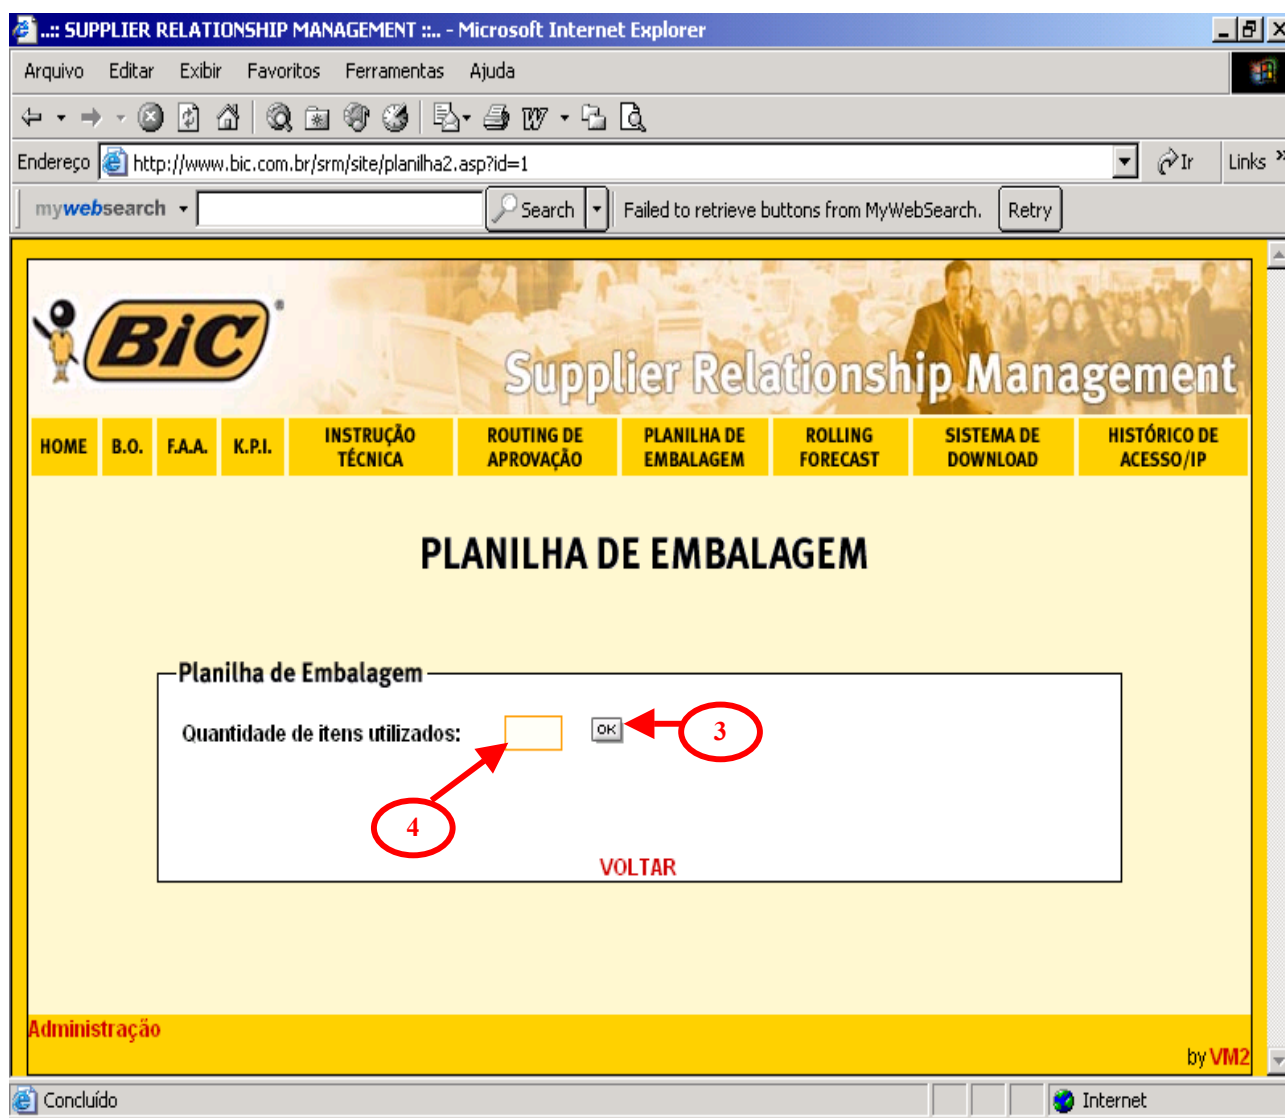 ..:: SUPPLIER RELATIONSHIP MANAGEMENT ::.. - Microsoft Internet Explorer
Arquivo Editar Exibir Favoritos Ferramentas Ajuda
Endereço http://www.bic.com.br/srm/site/planilha2.asp?id=1 Ir Links »
mywebsearch Search Failed to retrieve buttons from MyWebSearch. Retry
BiC®
Supplier Relationship Management
HOME B.O. F.A.A. K.P.I. INSTRUÇÃO TÉCNICA ROUTING DE APROVAÇÃO PLANILHA DE EMBALAGEM ROLLING FORECAST SISTEMA DE DOWNLOAD HISTÓRICO DE ACESSO/IP
PLANILHA DE EMBALAGEM
Planilha de Embalagem
Quantidade de itens utilizados: OK 3
4
VOLTAR
Administração
by VM2
Concluído Internet